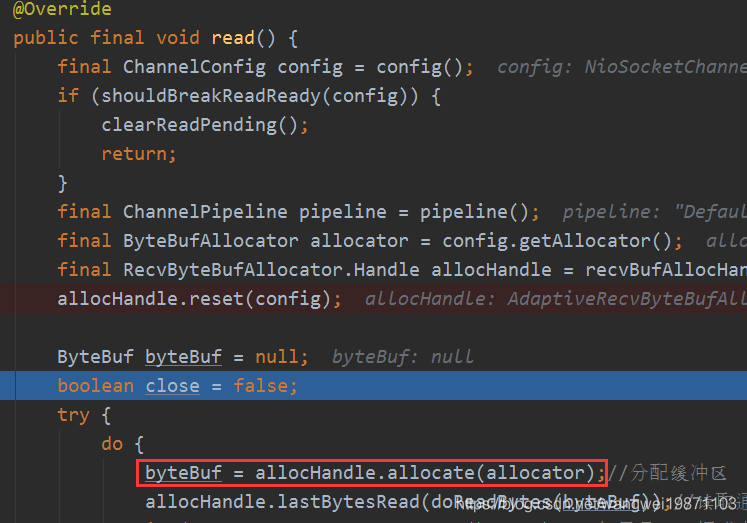 @Override
public final void read() {
final ChannelConfig config = config(); config: NioSocketChanne
if (shouldBreakReadReady(config)) {
clearReadPending();
return;
}
final ChannelPipeline pipeline = pipeline(); pipeline: "Defaul
final ByteBufAllocator allocator = config.getAllocator(); allo
final RecvByteBufAllocator.Handle allocHandle = recvBufAllocHan
allocHandle.reset(config); allocHandle: AdaptiveRecvByteBufAll
ByteBuf byteBuf = null; byteBuf: null
boolean close = false;
try {
do {
byteBuf = allocHandle.allocate(allocator);//分配缓冲区
allocHandle.lastBytesRead(doReadBytes(byteBuf));
https://blog.csdn.net/wangwei19871103